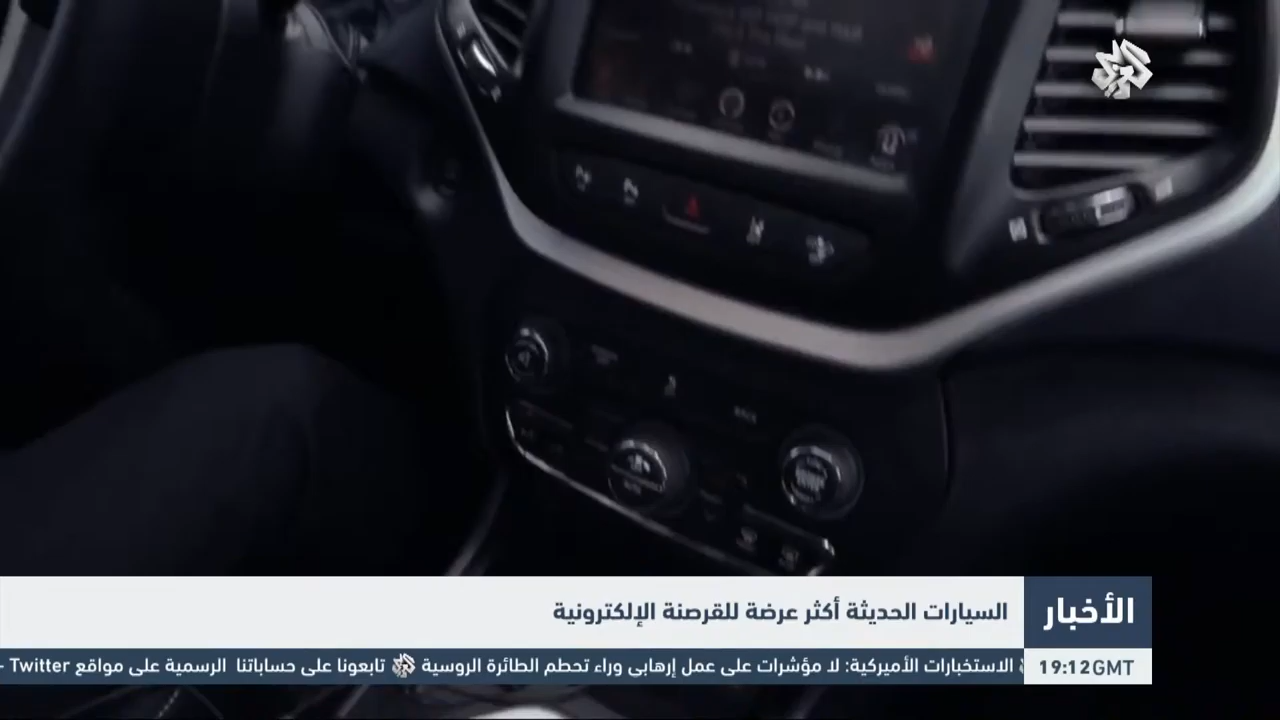 الأخبار
السيارات الحديثة أكثر عرضة للقرصنة الإلكترونية
19:12GMT
الاستخبارات الأميركية: لا مؤشرات على عمل إرهابي وراء تحطم الطائرة الروسية تابعونا على حساباتنا الرسمية على مواقع Twitter -